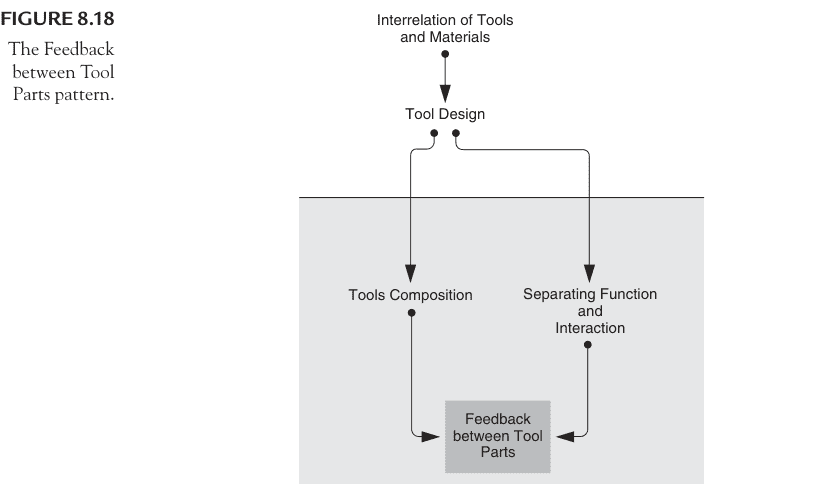 FIGURE 8.18
The Feedback
between Tool
Parts pattern.
Interrelation of Tools
and Materials
Tool Design
Tools Composition
Separating Function
and
Interaction
Feedback
between Tool
Parts